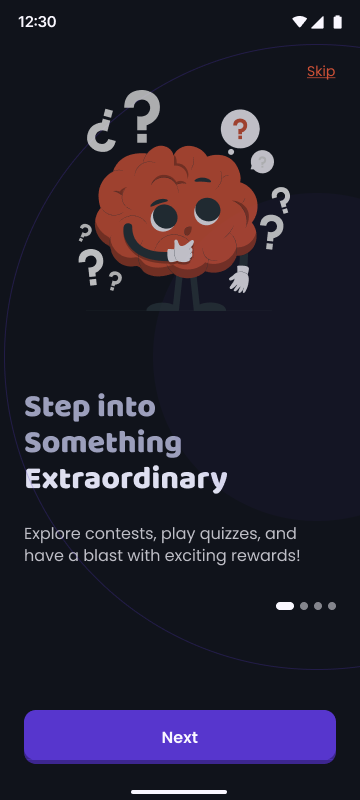 12:30
Skip
¿?
?
?
?
?
?
?
?
Step into
Something
Extraordinary
Explore contests, play quizzes, and
have a blast with exciting rewards!
Next